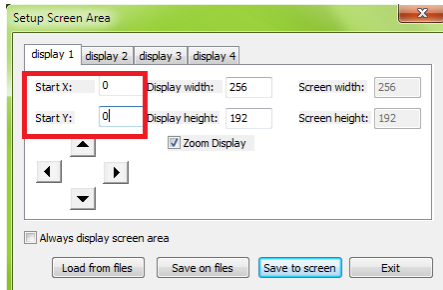 Setup Screen Area
display 1 display 2 display 3 display 4
Start X: 0 Display width: 256 Screen width: 256
Start Y: 0 Display height: 192 Screen height: 192
Zoom Display
Always display screen area
Load from files Save on files Save to screen Exit